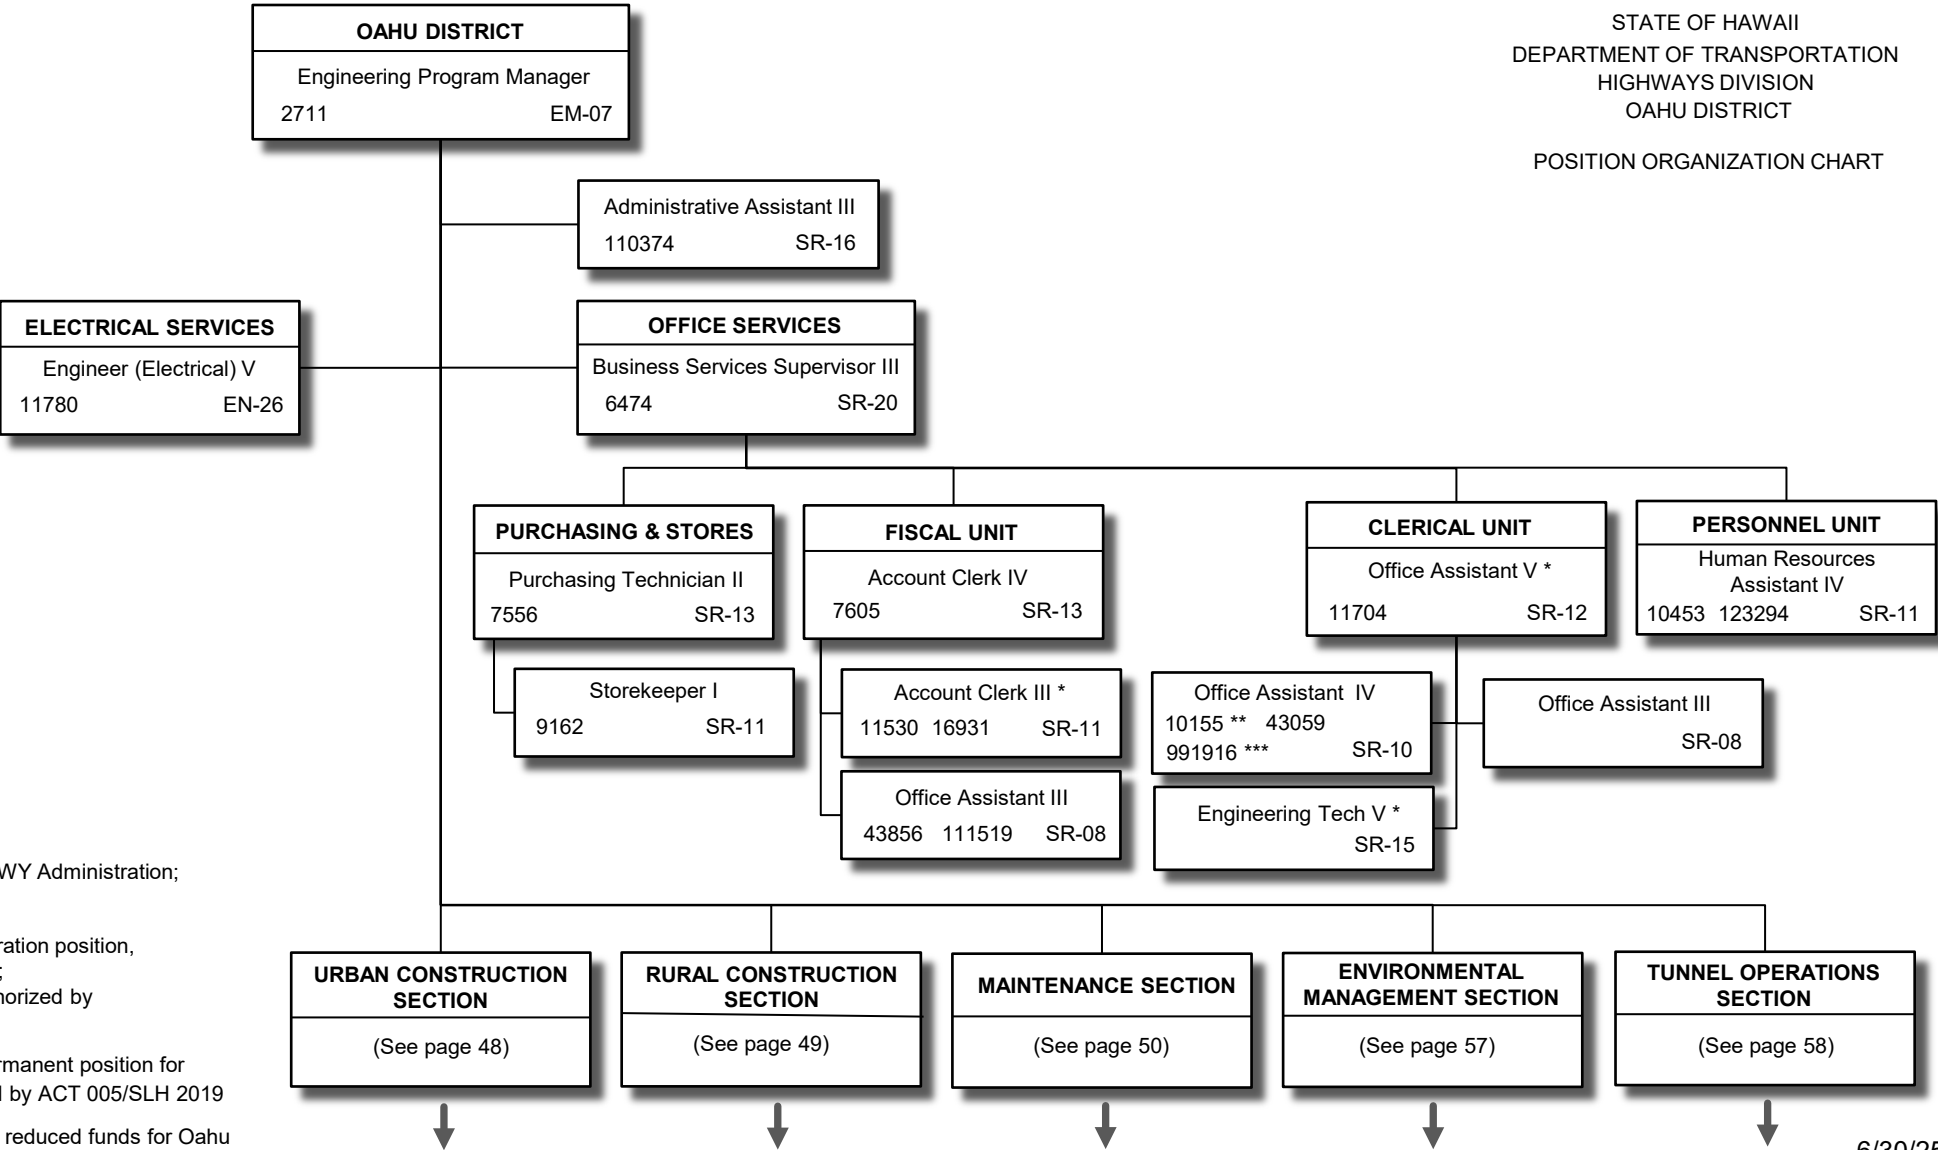 STATE OF HAWAII
DEPARTMENT OF TRANSPORTATION
HIGHWAYS DIVISION
OAHU DISTRICT
POSITION ORGANIZATION CHART
OAHU DISTRICT
Engineering Program Manager
2711 EM-07
Administrative Assistant III
110374 SR-16
ELECTRICAL SERVICES
Engineer (Electrical) V
11780 EN-26
OFFICE SERVICES
Business Services Supervisor III
6474 SR-20
PURCHASING & STORES
Purchasing Technician II
7556 SR-13
Storekeeper I
9162 SR-11
FISCAL UNIT
Account Clerk IV
7605 SR-13
Account Clerk III *
11530 16931 SR-11
Office Assistant III
43856 111519 SR-08
CLERICAL UNIT
Office Assistant V *
11704 SR-12
Office Assistant IV
10155 ** 43059
991916 *** SR-10
Engineering Tech V *
SR-15
Office Assistant III
SR-08
PERSONNEL UNIT
Human Resources
Assistant IV
10453 123294 SR-11
WY Administration;
ration position,
;
horized by
rmanent position for
d by ACT 005/SLH 2019
reduced funds for Oahu
URBAN CONSTRUCTION
SECTION
(See page 48)
RURAL CONSTRUCTION
SECTION
(See page 49)
MAINTENANCE SECTION
(See page 50)
ENVIRONMENTAL
MANAGEMENT SECTION
(See page 57)
TUNNEL OPERATIONS
SECTION
(See page 58)
6/30/25